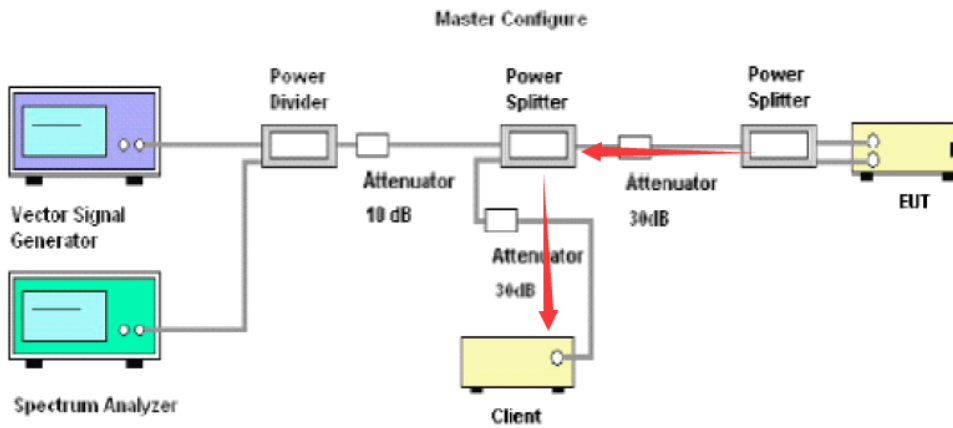 Master Configure
Power
Divider
Power
Splitter
Power
Splitter
Attenuator
10 dB
Attenuator
30dB
EUT
Vector Signal
Generator
Attenuator
30dB
Spectrum Analyzer
Client